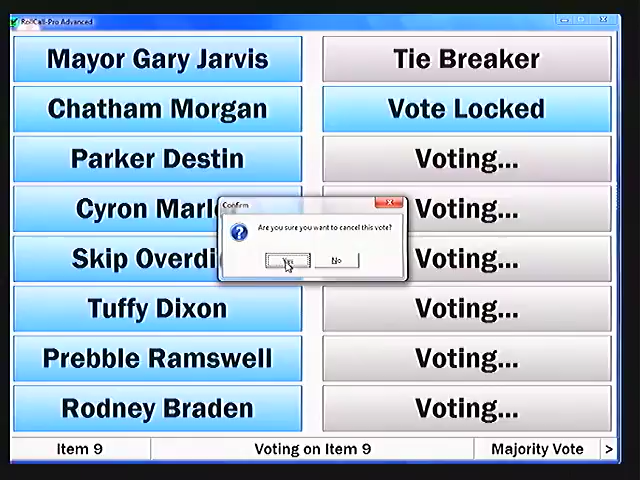 RollCall-Pro Advanced
Mayor Gary Jarvis Tie Breaker
Chatham Morgan Vote Locked
Parker Destin Voting...
Cyron Voting...
Confirm
Are you sure you want to cancel this vote?
Skip Voting...
Yes No
Tuffy Dixon Voting...
Prebble Ramswell Voting...
Rodney Braden Voting...
Item 9 Voting on Item 9 Majority Vote >